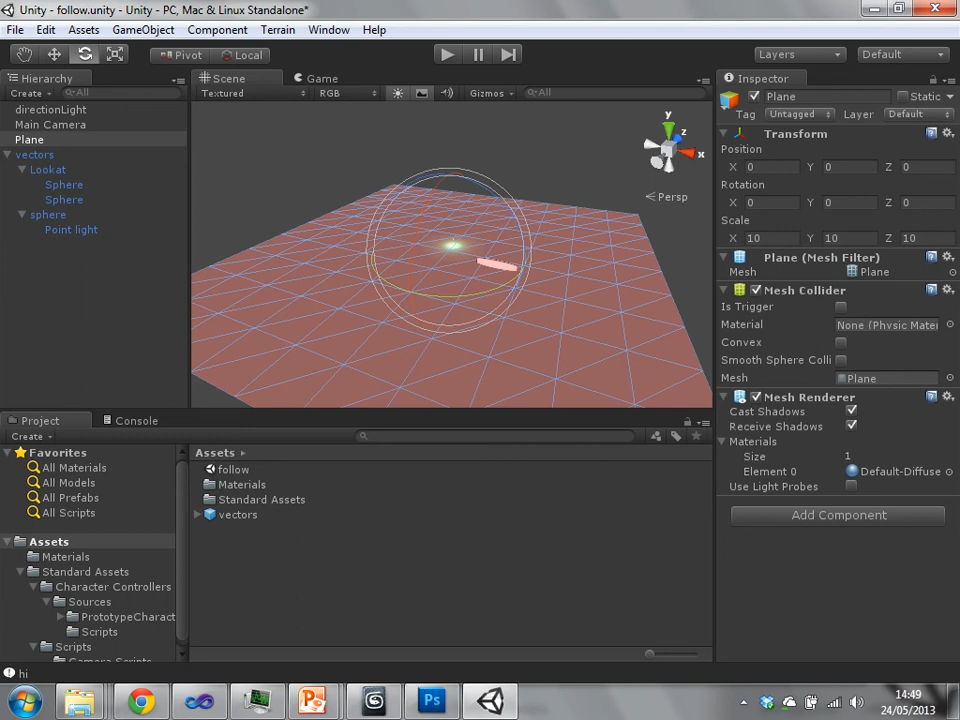 Unity - follow.unity - Unity - PC, Mac & Linux Standalone*
File Edit Assets GameObject Component Terrain Window Help
Pivot Local Layers Default
Hierarchy
Create All
directionLight
Main Camera
Plane
vectors
Lookat
Sphere
Sphere
sphere
Point light
Scene Game
Textured RGB Gizmos All
y
z
x
Persp
Inspector
Plane Static
Tag Untagged Layer Default
Transform
Position
X 0 Y 0 Z 0
Rotation
X 0 Y 0 Z 0
Scale
X 10 Y 10 Z 10
Plane (Mesh Filter)
Mesh Plane
Mesh Collider
Is Trigger
Material None (Physic Mater
Convex
Smooth Sphere Colli
Mesh Plane
Mesh Renderer
Cast Shadows
Receive Shadows
Materials
Size 1
Element 0 Default-Diffuse
Use Light Probes
Add Component
Project Console
Create
Favorites
All Materials
All Models
All Prefabs
All Scripts
Assets
Materials
Standard Assets
Character Controllers
Sources
PrototypeCharact
Scripts
Scripts
Camera Scripts
Assets
follow
Materials
Standard Assets
vectors
hi
Ps
14:49
24/05/2013